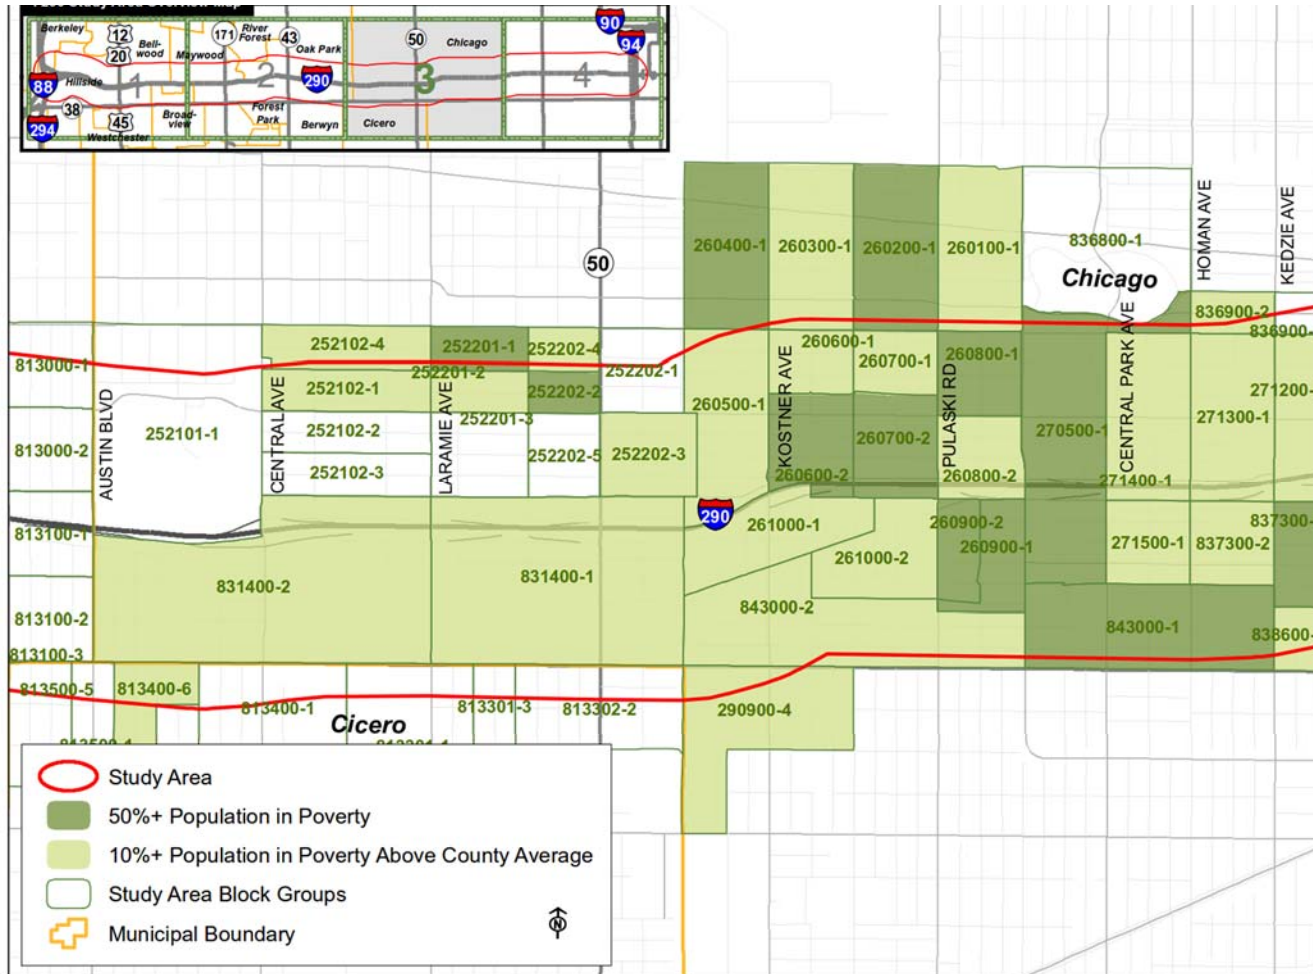 Berkeley
12
20
Bell-
wood
Maywood
171
River
Forest
43
Oak Park
50
Chicago
90
94
88
Hillside
1
2
290
3
4
38
294
45
Westchester
Broad-
view
Forest
Park
Berwyn
Cicero
50
260400-1
260300-1
260200-1
260100-1
836800-1
Chicago
HOMAN AVE
KEDZIE AVE
836900-2
836900-
813000-1
252102-4
252201-1
252202-4
252201-2
252202-1
260600-1
260700-1
260800-1
252102-1
252202-2
271200-
AUSTIN BLVD
CENTRAL AVE
LARAMIE AVE
KOSTNER AVE
PULASKI RD
CENTRAL PARK AVE
260500-1
252201-3
271300-1
252101-1
252102-2
270500-1
260700-2
813000-2
252202-5
252202-3
252102-3
260600-2
260800-2
271400-1
290
813100-1
261000-1
260900-2
837300-
260900-1
271500-1
837300-2
261000-2
831400-2
831400-1
843000-2
813100-2
843000-1
838600-
813100-3
813500-5
813400-6
813400-1
813301-3
813302-2
290900-4
Cicero
Study Area
50%+ Population in Poverty
10%+ Population in Poverty Above County Average
Study Area Block Groups
Municipal Boundary
N